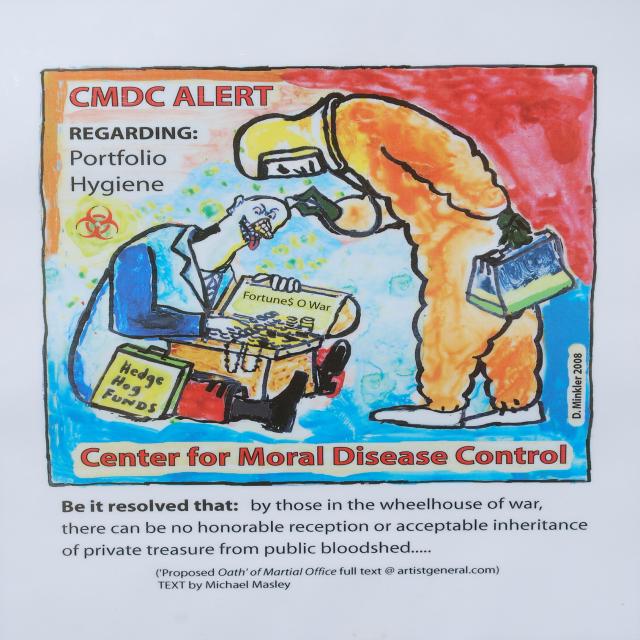 CMDC ALERT
REGARDING:
Portfolio
Hygiene
Fortune$ O War
Hedge
Hog
FUNDS
D. Minkler 2008
Center for Moral Disease Control
Be it resolved that: by those in the wheelhouse of war,
there can be no honorable reception or acceptable inheritance
of private treasure from public bloodshed.....
('Proposed Oath' of Martial Office full text @ artistgeneral.com)
TEXT by Michael Masley